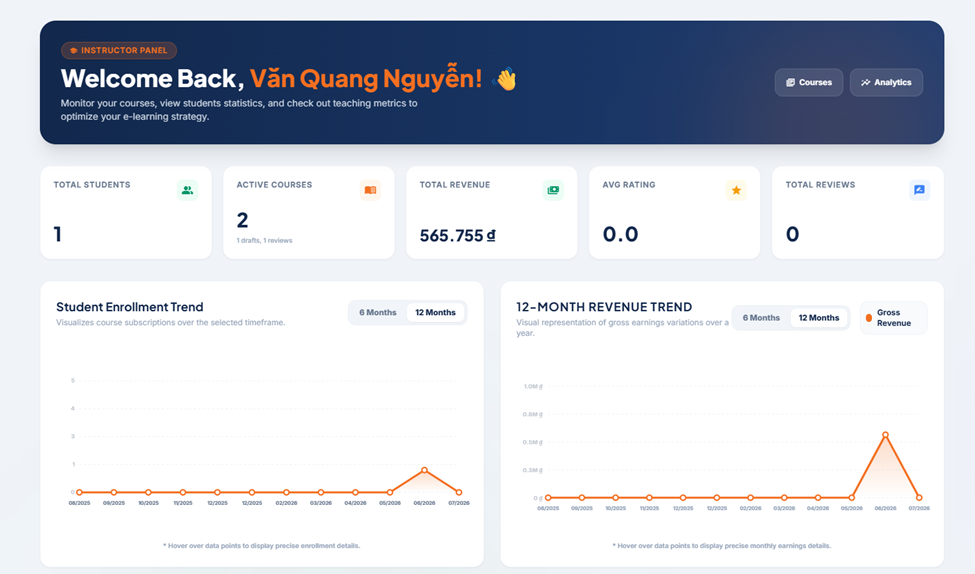 INSTRUCTOR PANEL
Welcome Back, Văn Quang Nguyễn! 👋
Monitor your courses, view students statistics, and check out teaching metrics to
optimize your e-learning strategy.
Courses
Analytics
TOTAL STUDENTS
1
ACTIVE COURSES
2
1 drafts, 1 reviews
TOTAL REVENUE
565.755 ₫
AVG RATING
0.0
TOTAL REVIEWS
0
Student Enrollment Trend
Visualizes course subscriptions over the selected timeframe.
6 Months
12 Months
5
4
3
1
0
08/2025 09/2025 10/2025 11/2025 12/2025 12/2025 02/2026 03/2026 04/2026 05/2026 06/2026 07/2026
* Hover over data points to display precise enrollment details.
12-MONTH REVENUE TREND
Visual representation of gross earnings variations over a
year.
6 Months
12 Months
Gross
Revenue
1.0M ₫
0.8M ₫
0.5M ₫
0.3M ₫
0 ₫
08/2025 09/2025 10/2025 11/2025 12/2025 12/2025 02/2026 03/2026 04/2026 05/2026 06/2026 07/2026
* Hover over data points to display precise monthly earnings details.